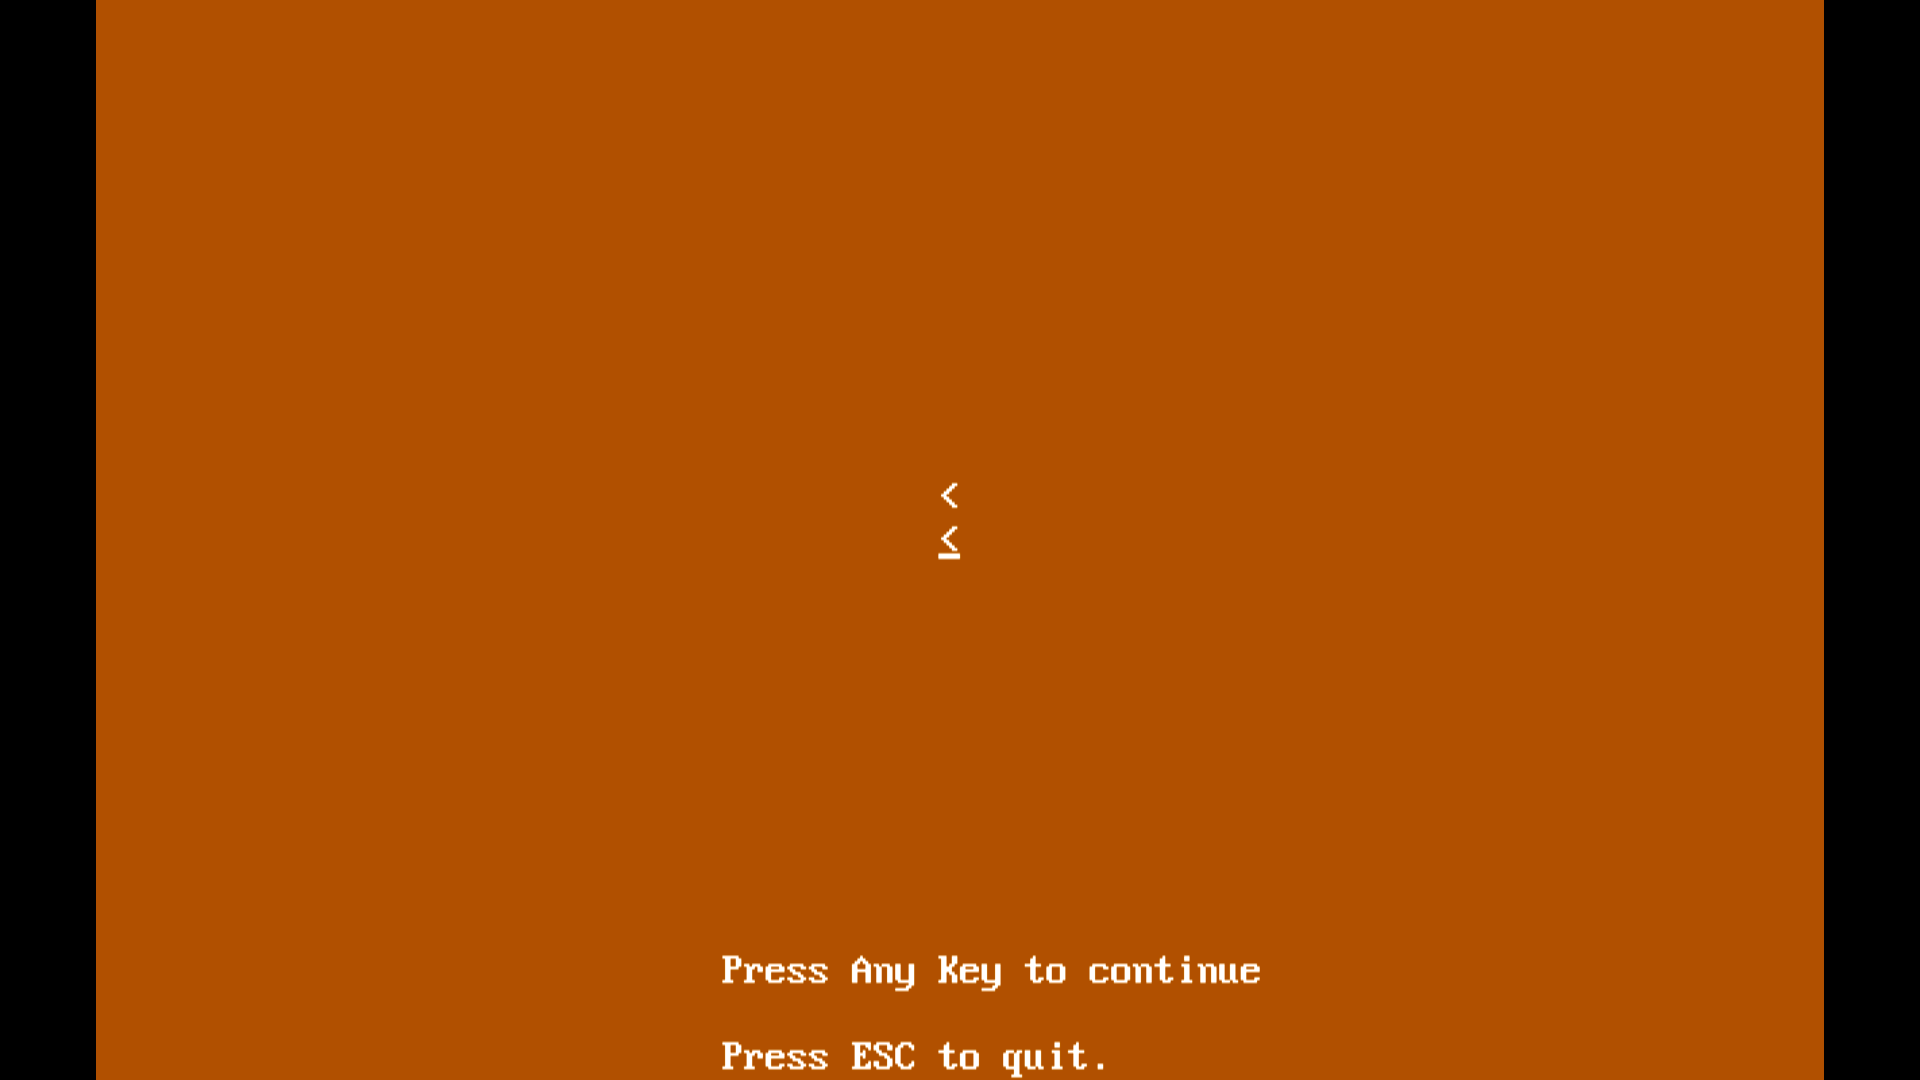 <
<
Press Any Key to continue
Press ESC to quit.